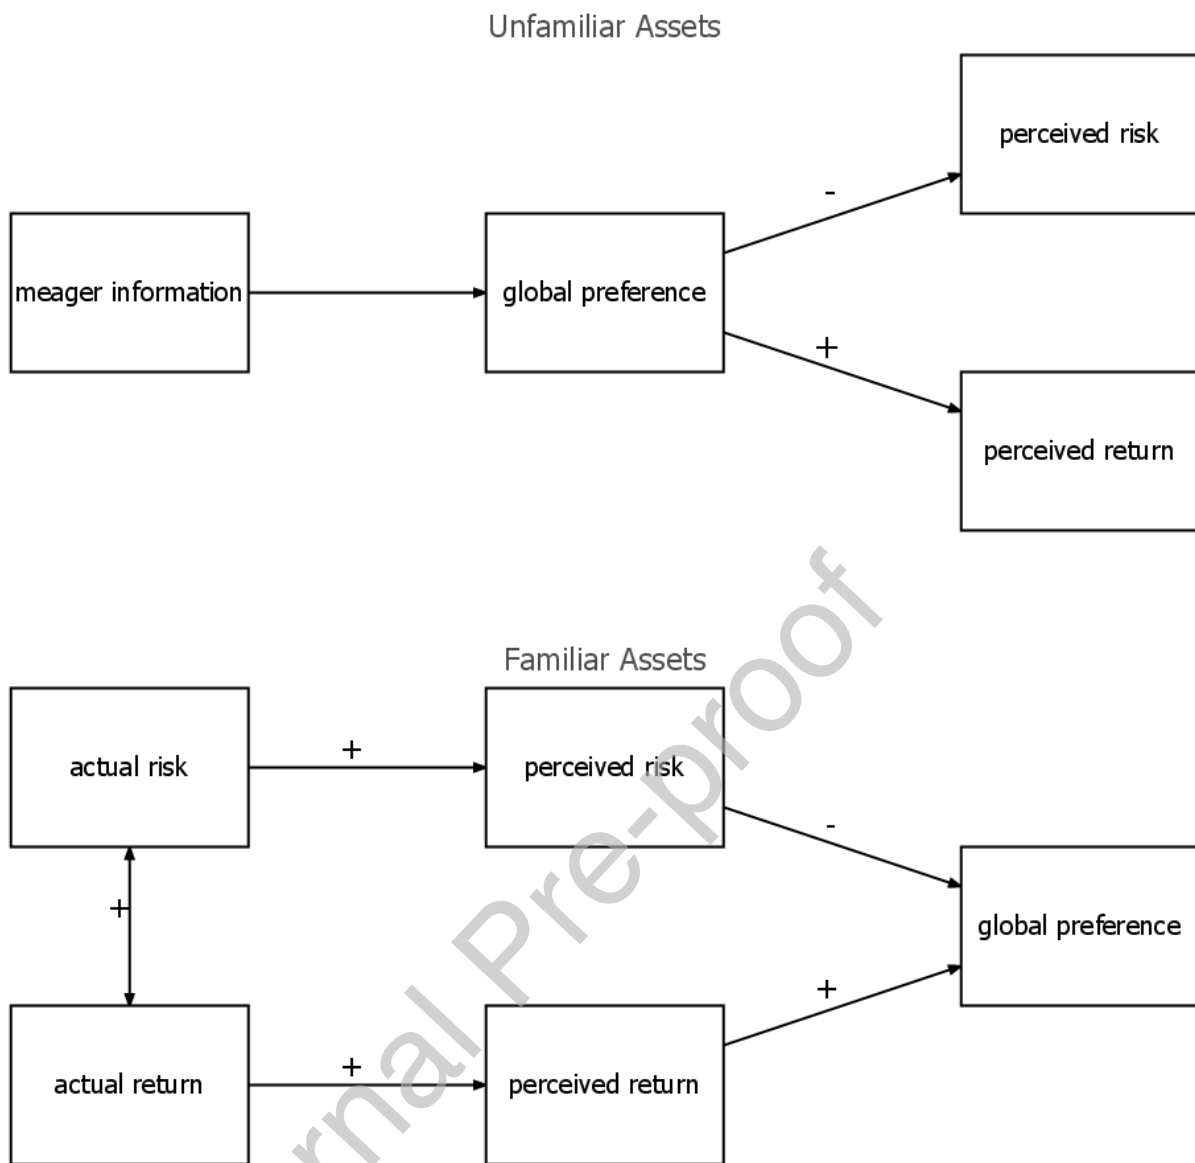 Unfamiliar Assets
perceived risk
-
meager information
global preference
+
perceived return
Familiar Assets
actual risk
+
perceived risk
-
+
global preference
+
actual return
+
perceived return
rnal Pre-proof